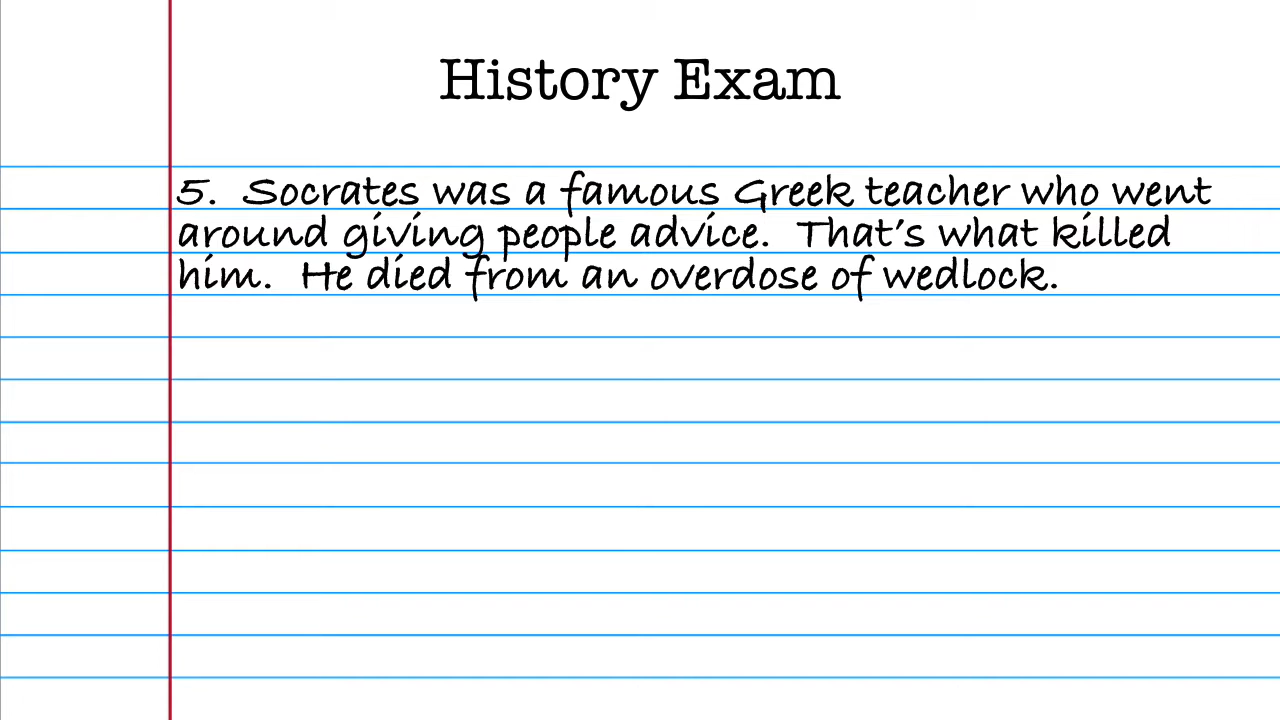 History Exam
5.  Socrates was a famous Greek teacher who went
around giving people advice.  That's what killed
him.  He died from an overdose of wedlock.